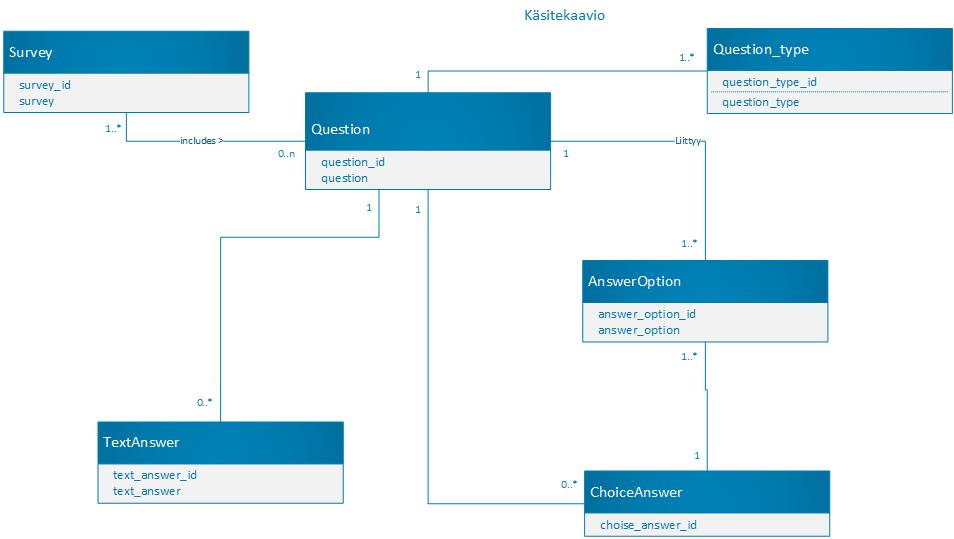 Käsitekaavio
Survey
survey_id
survey
Question_type
question_type_id
question_type
1..*
1
Question
question_id
question
1..*
includes >
0..n
1
Liittyy
1
1
1..*
AnswerOption
answer_option_id
answer_option
1..*
0..*
TextAnswer
text_answer_id
text_answer
1
0..*
ChoiceAnswer
choise_answer_id